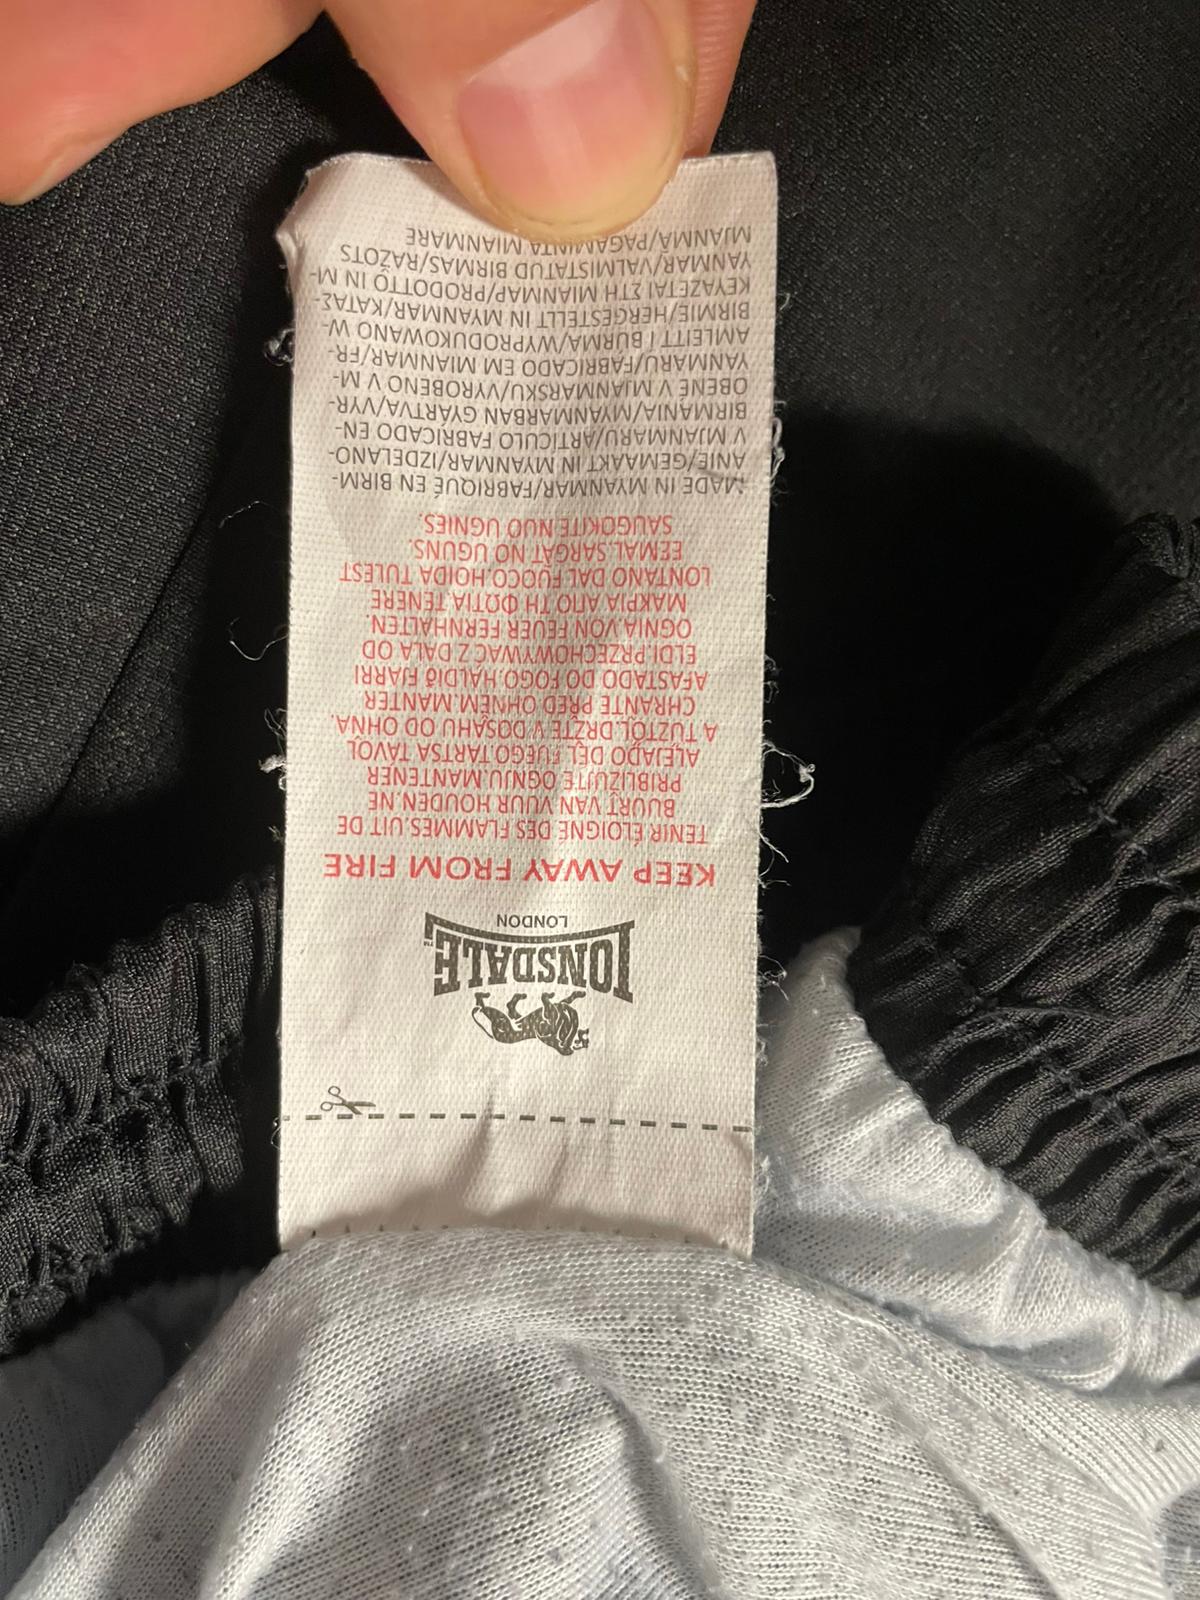 LONSDALE™
LONDON
KEEP AWAY FROM FIRE
TENIR ÉLOIGNÉ DES FLAMMES.UIT DE
BUURT VAN VUUR HOUDEN.NE
PRIBLIŽUJTE OGNJU.MANTENER
ALEJADO DEL FUEGO.TARTSA TÁVOL
A TŰZTŐL.DRŽTE V DOSAHU OD OHŇA.
CHRAŇTE PŘED OHNĚM.MANTER
AFASTADO DO FOGO.HALDIÐ FJARRI
ELDI.PRZECHOWYWAĆ Z DALA OD
OGNIA.VON FEUER FERNHALTEN.
ΜΑΚΡΙΑ ΑΠΟ ΤΗ ΦΩΤΙΑ.TENERE
LONTANO DAL FUOCO.HOIDA TULEST
EEMAL.SARGĀT NO UGUNS.
SAUGOKITE NUO UGNIES.
MADE IN MYANMAR/FABRIQUÉ EN BIRM-
ANIE/GEMAAKT IN MYANMAR/IZDELANO-
V MJANMARU/ARTÍCULO FABRICADO EN-
BIRMANIA/MYANMARBAN GYÁRTVA/VYR-
OBENÉ V MJANMARSKU/VYROBENO V M-
YANMARU/FABRICADO EM MIANMAR/FR-
AMLEITT Í BURMA/WYPRODUKOWANO W-
BIRMIE/HERGESTELLT IN MYANMAR/ΚΑΤΑΣ-
ΚΕΥΑΖΕΤΑΙ ΣΤΗ ΜΙΑΝΜΑΡ/PRODOTTO IN M-
YANMAR/VALMISTATUD BIRMAS/RAŽOTS
MJANMĀ/PAGAMINTA MIANMARE